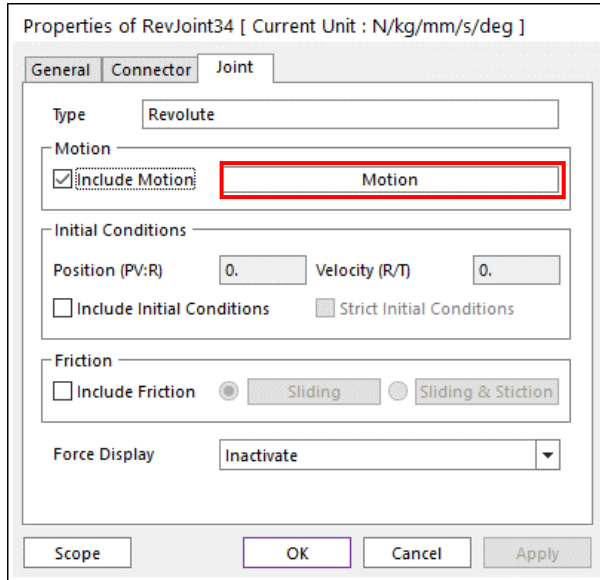 Properties of RevJoint34 [ Current Unit : N/kg/mm/s/deg ]
General Connector Joint
Type Revolute
Motion
Include Motion Motion
Initial Conditions
Position (PV:R) 0. Velocity (R/T) 0.
Include Initial Conditions Strict Initial Conditions
Friction
Include Friction Sliding Sliding & Stiction
Force Display Inactivate
Scope OK Cancel Apply